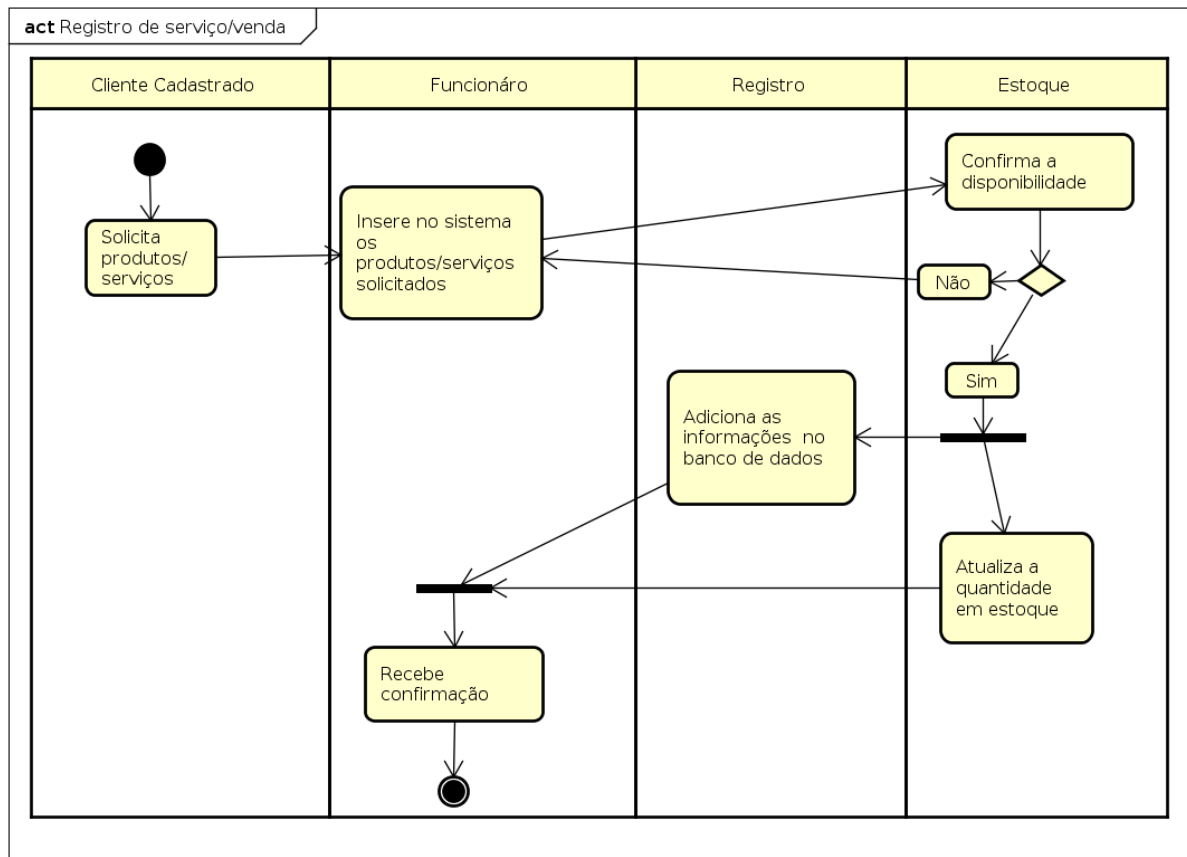 act Registro de serviço/venda
Cliente Cadastrado
Funcionáro
Registro
Estoque
Solicita
produtos/
serviços
Insere no sistema
os
produtos/serviços
solicitados
Confirma a
disponibilidade
Não
Sim
Adiciona as
informações no
banco de dados
Atualiza a
quantidade
em estoque
Recebe
confirmação